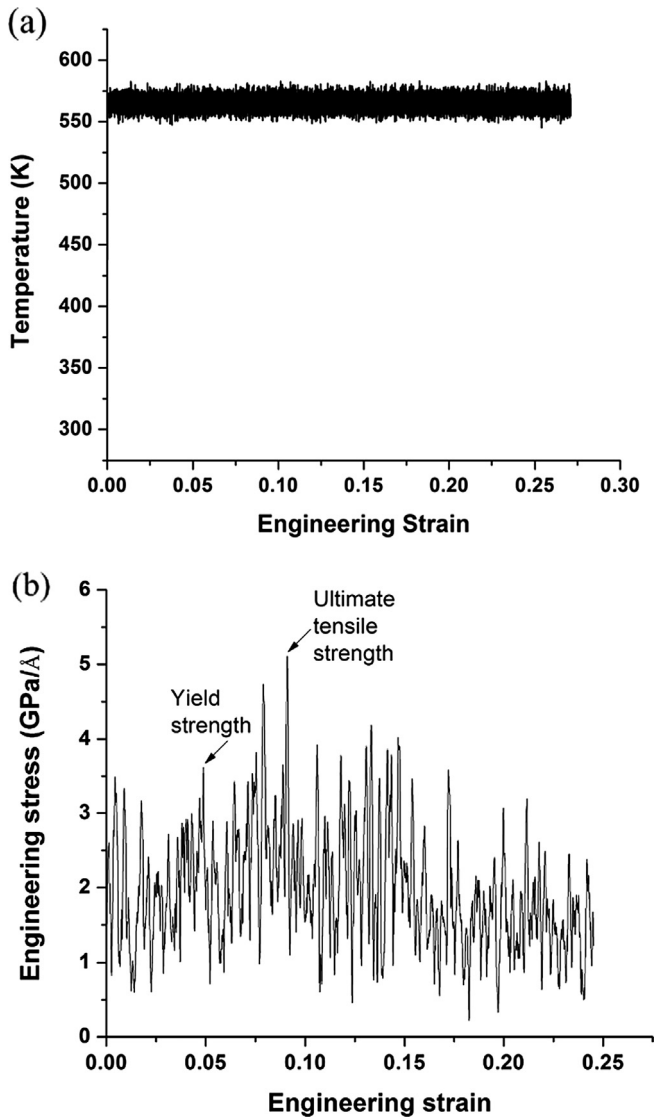 (a)
600
550
500
450
400
350
300
Temperature (K)
0.00 0.05 0.10 0.15 0.20 0.25 0.30
Engineering Strain
(b)
6
5
4
3
2
1
0
Engineering stress (GPa/Å)
Ultimate
tensile
strength
Yield
strength
0.00 0.05 0.10 0.15 0.20 0.25
Engineering strain